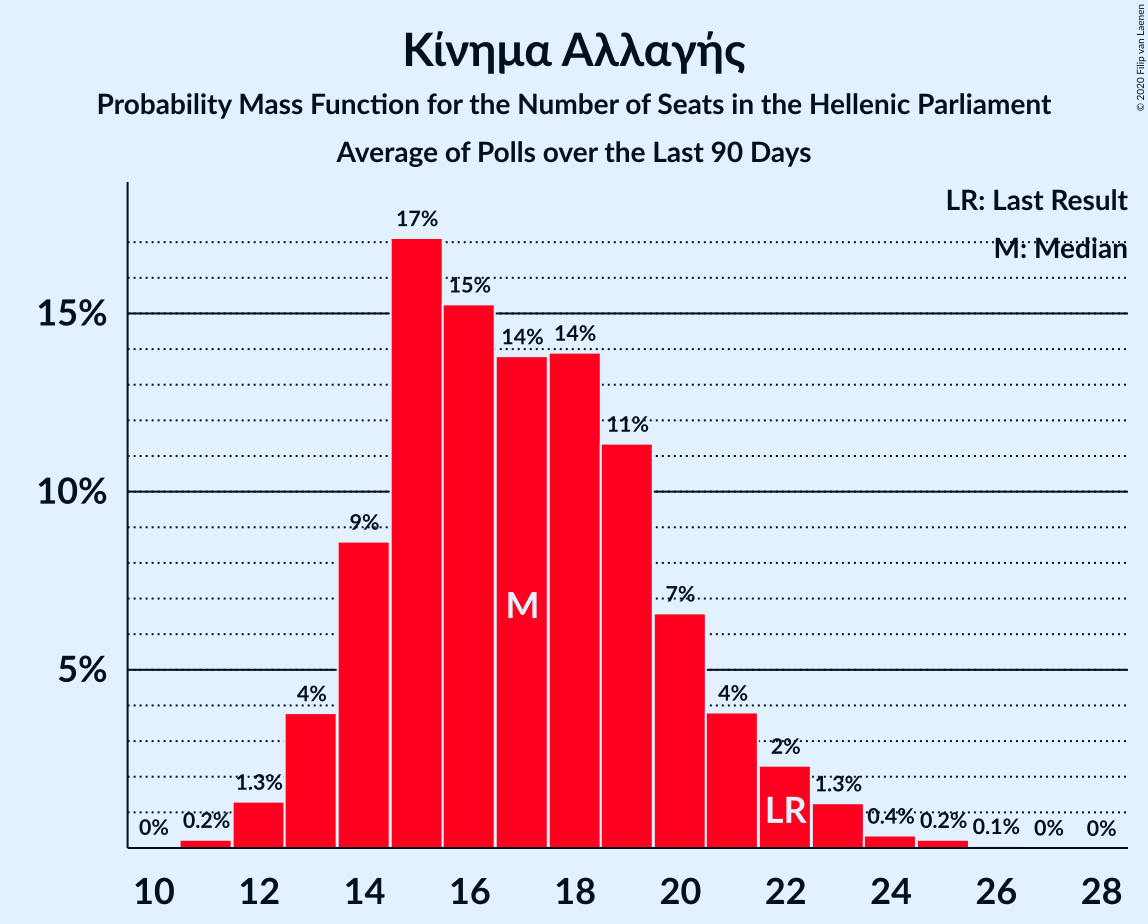 Κίνημα Αλλαγής
Probability Mass Function for the Number of Seats in the Hellenic Parliament
Average of Polls over the Last 90 Days
© 2020 Filip van Laenen
LR: Last Result
M: Median
17%
15%
14%
14%
11%
9%
7%
4%
4%
2%
1.3%
1.3%
0.2%
0.4%
0.2%
0.1%
0%
0%
0%
M
LR
15%
10%
5%
10 12 14 16 18 20 22 24 26 28